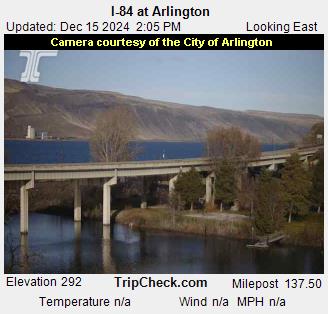 I-84 at Arlington
Updated: Dec 15 2024 2:05 PM Looking East
Camera courtesy of the City of Arlington
Elevation 292 TripCheck.com Milepost 137.50
Temperature n/a Wind n/a MPH n/a